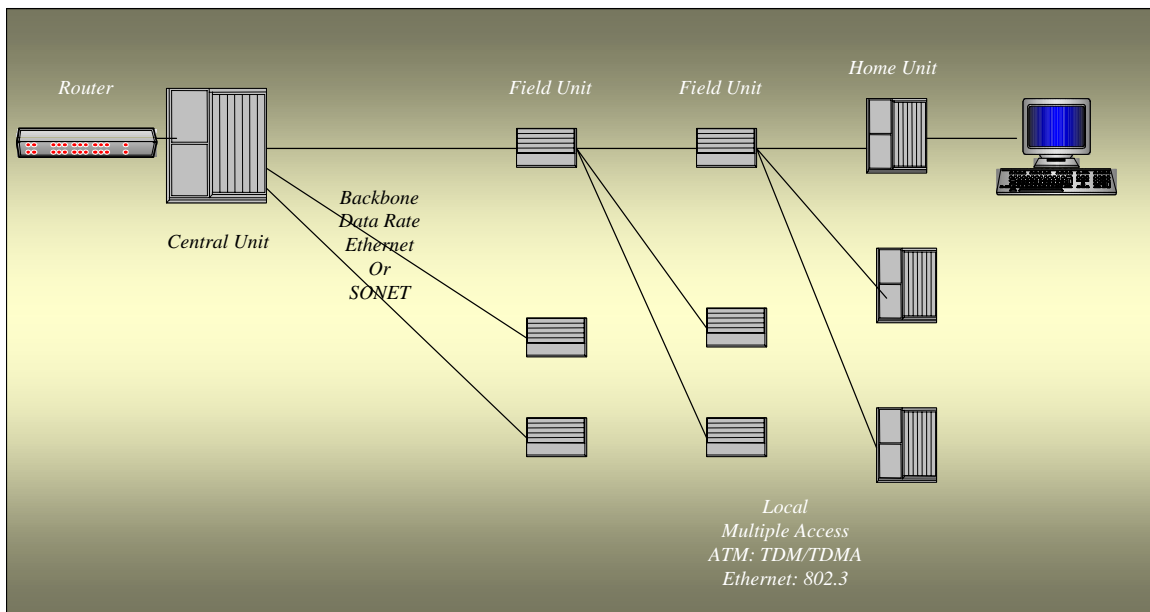 Router
Field Unit
Field Unit
Home Unit
Central Unit
Backbone
Data Rate
Ethernet
Or
SONET
Local
Multiple Access
ATM: TDM/TDMA
Ethernet: 802.3